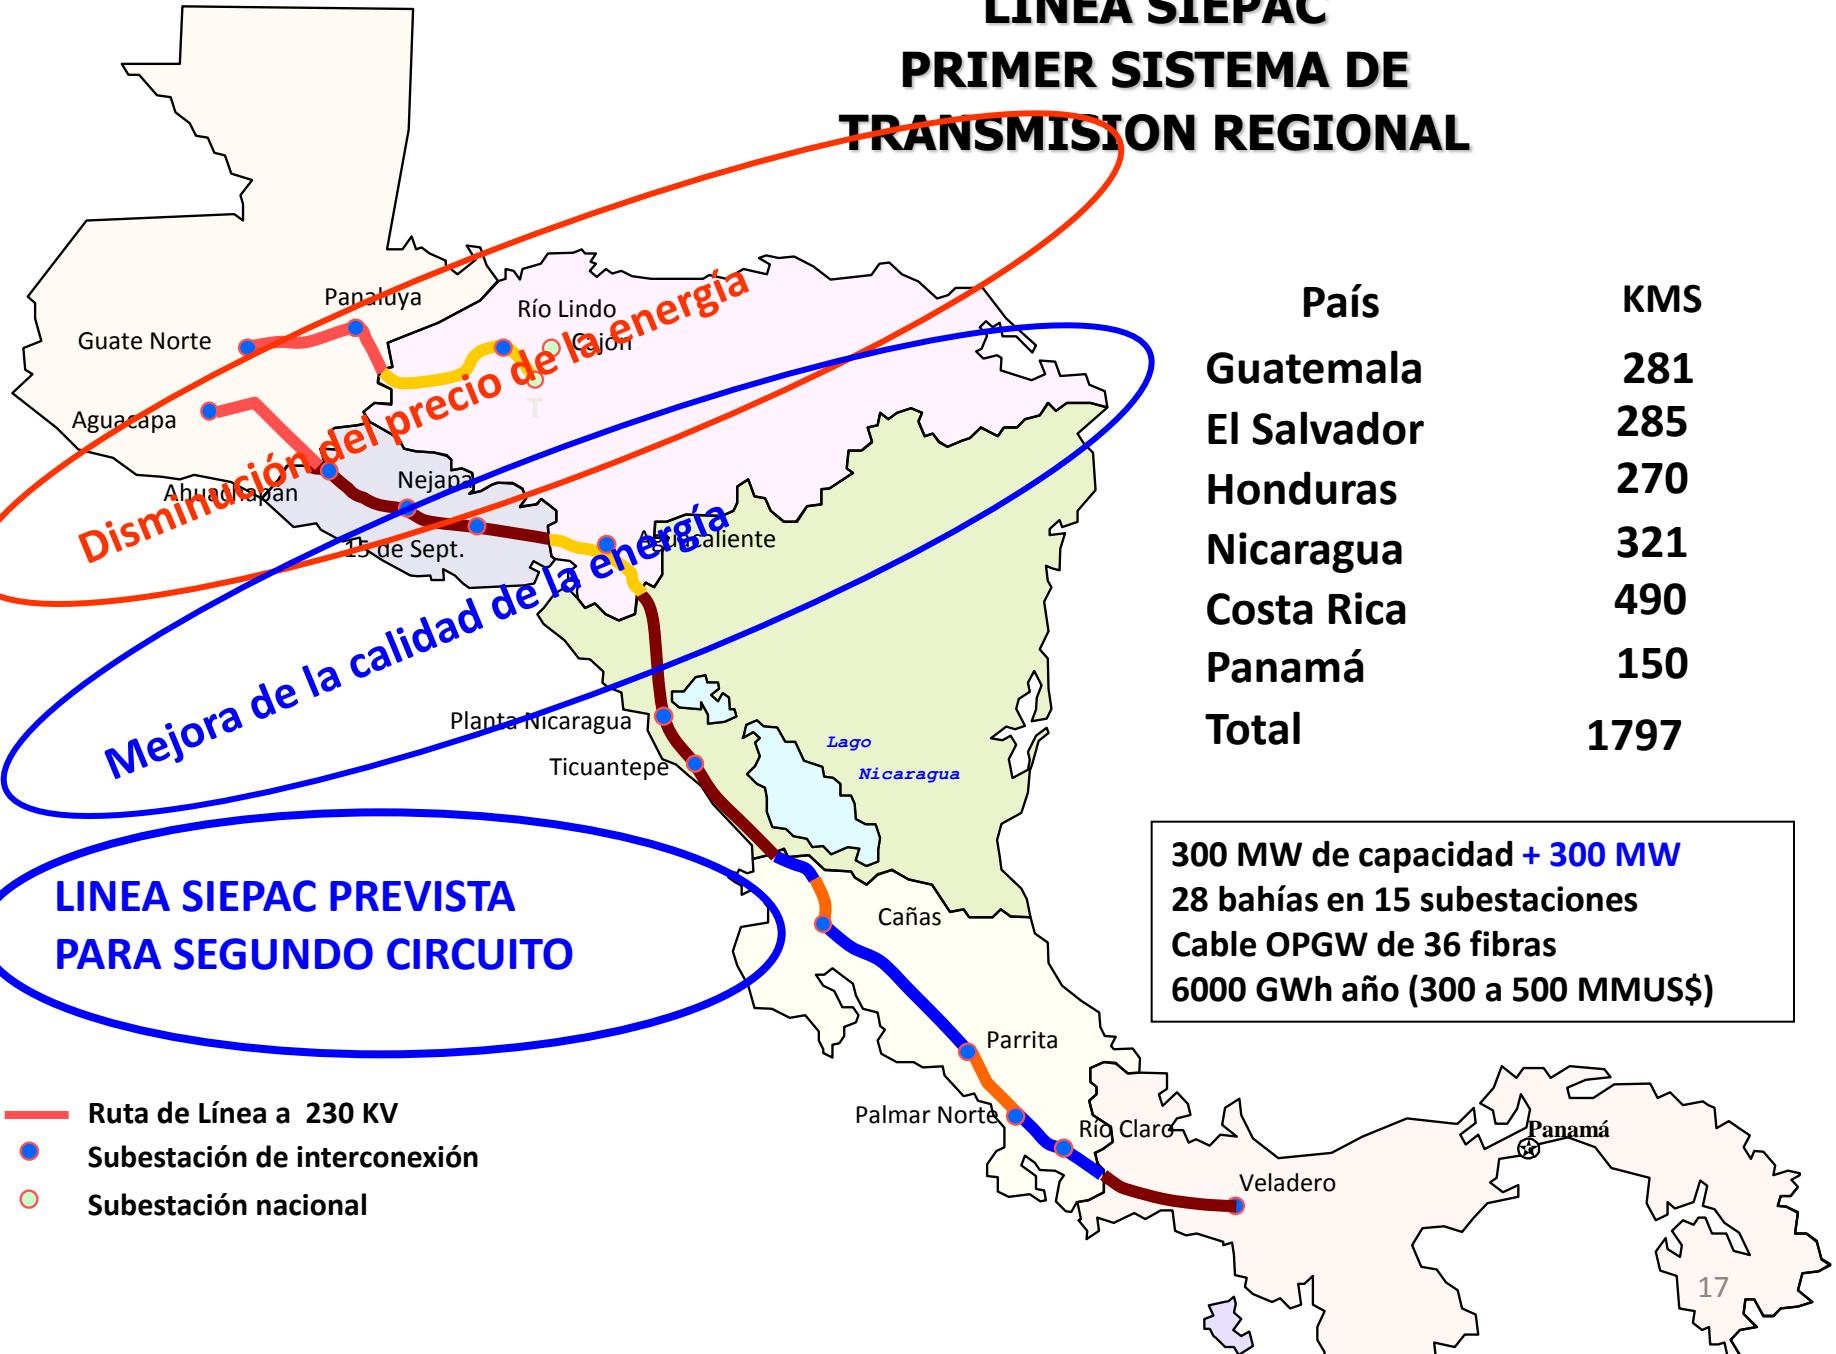 LINEA SIEPAC
PRIMER SISTEMA DE
TRANSMISION REGIONAL
Panaluya
Río Lindo
Guate Norte
Cajón
Aguacapa
T
Disminución del precio de la energía
Ahuachapán
Nejapa
15 de Sept.
Aguacaliente
Mejora de la calidad de la energía
Planta Nicaragua
Ticuantepe
Lago
Nicaragua
LINEA SIEPAC PREVISTA
PARA SEGUNDO CIRCUITO
Cañas
Parrita
Palmar Norte
Río Claro
Veladero
Panamá
País KMS
Guatemala 281
El Salvador 285
Honduras 270
Nicaragua 321
Costa Rica 490
Panamá 150
Total 1797
300 MW de capacidad + 300 MW
28 bahías en 15 subestaciones
Cable OPGW de 36 fibras
6000 GWh año (300 a 500 MMUS$)
Ruta de Línea a 230 KV
Subestación de interconexión
Subestación nacional
17